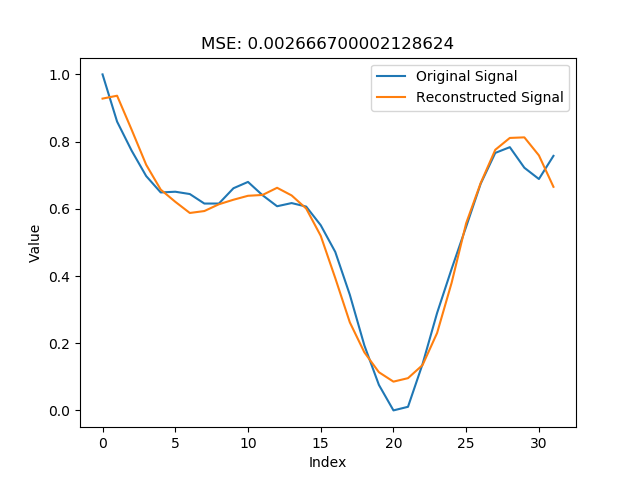 MSE: 0.002666700002128624
Original Signal
Reconstructed Signal
1.0
0.8
0.6
0.4
0.2
0.0
Value
0 5 10 15 20 25 30
Index